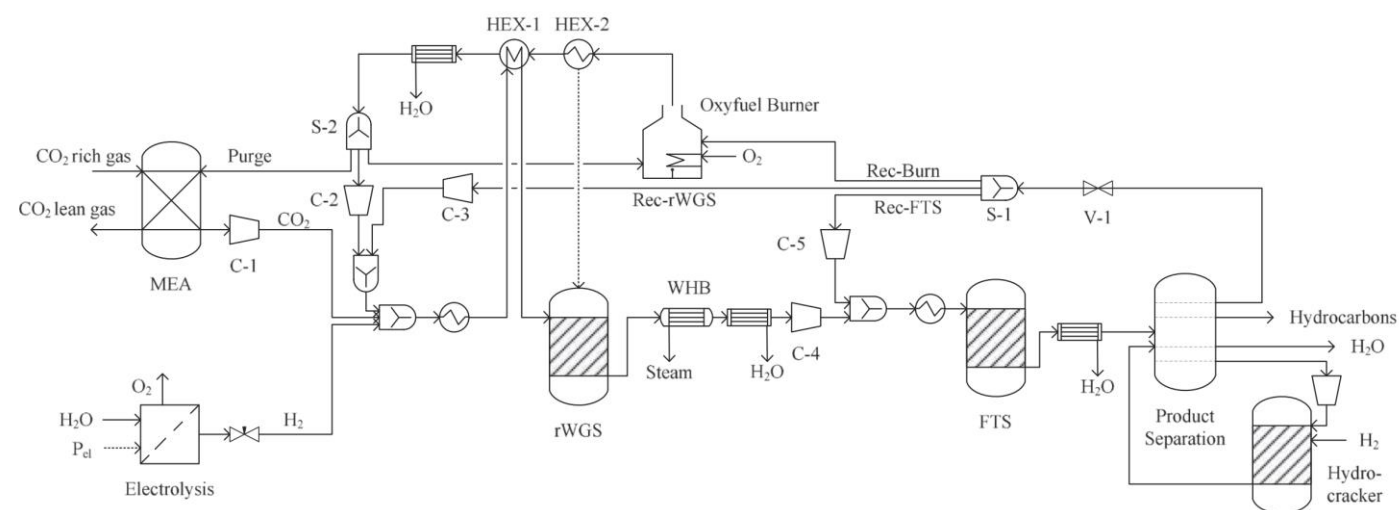 HEX-1 HEX-2
H₂O
Oxyfuel Burner
S-2
CO₂ rich gas
Purge
O₂
Rec-Burn
C-2
Rec-rWGS
Rec-FTS
S-1
V-1
CO₂ lean gas
C-3
CO₂
C-1
C-5
MEA
WHB
Hydrocarbons
H₂O
C-4
Steam
H₂O
H₂O
O₂
rWGS
FTS
Product
Separation
H₂O
H₂
Pel
H₂
Electrolysis
Hydro-
cracker